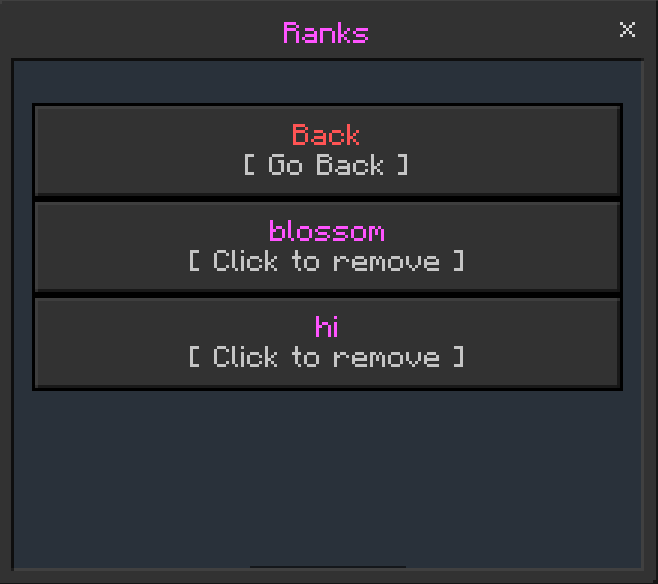 Ranks
x
Back
[ Go Back ]
blossom
[ Click to remove ]
hi
[ Click to remove ]